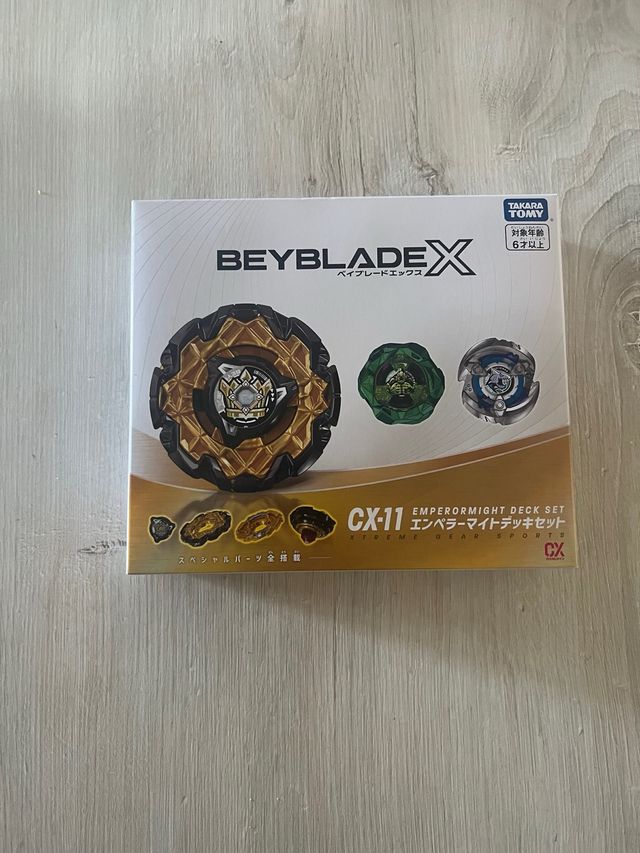 TAKARA
TOMY
対象年齢
6才以上
BEYBLADE X
ベイブレードエックス
EMPERORMIGHT DECK SET
CX-11 エンペラーマイトデッキセット
XTREME GEAR SPORTS
スペシャルパーツ全搭載
CX